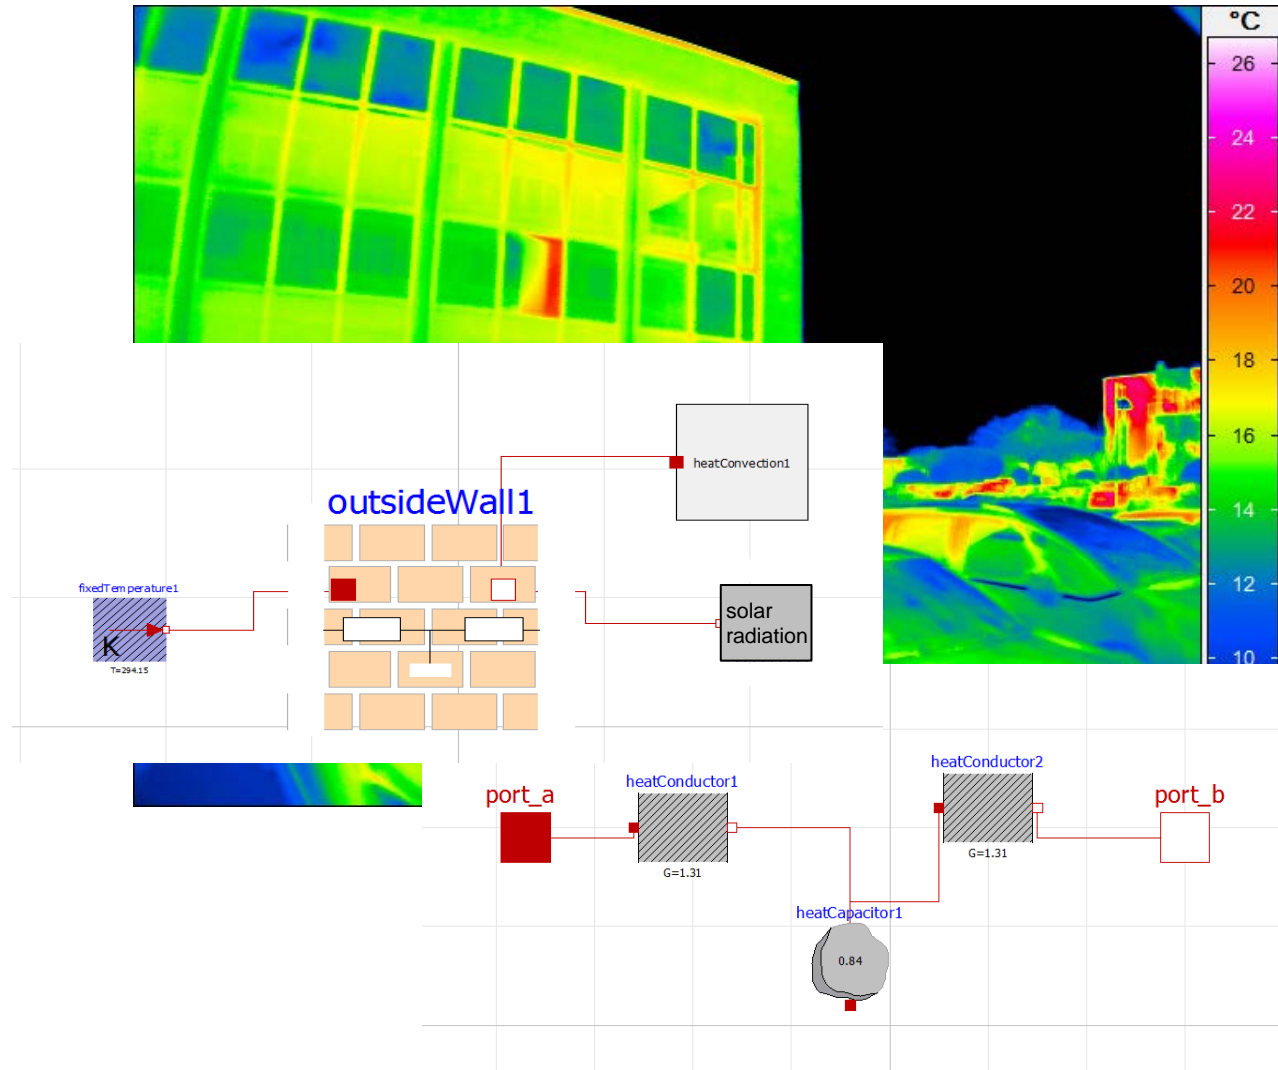 °C
26
24
22
20
18
16
14
12
10
heatConvection1
outsideWall1
fixedTemperature1
K
T=294.15
solar
radiation
heatConductor2
heatConductor1
port_a
port_b
G=1.31
G=1.31
heatCapacitor1
0.84